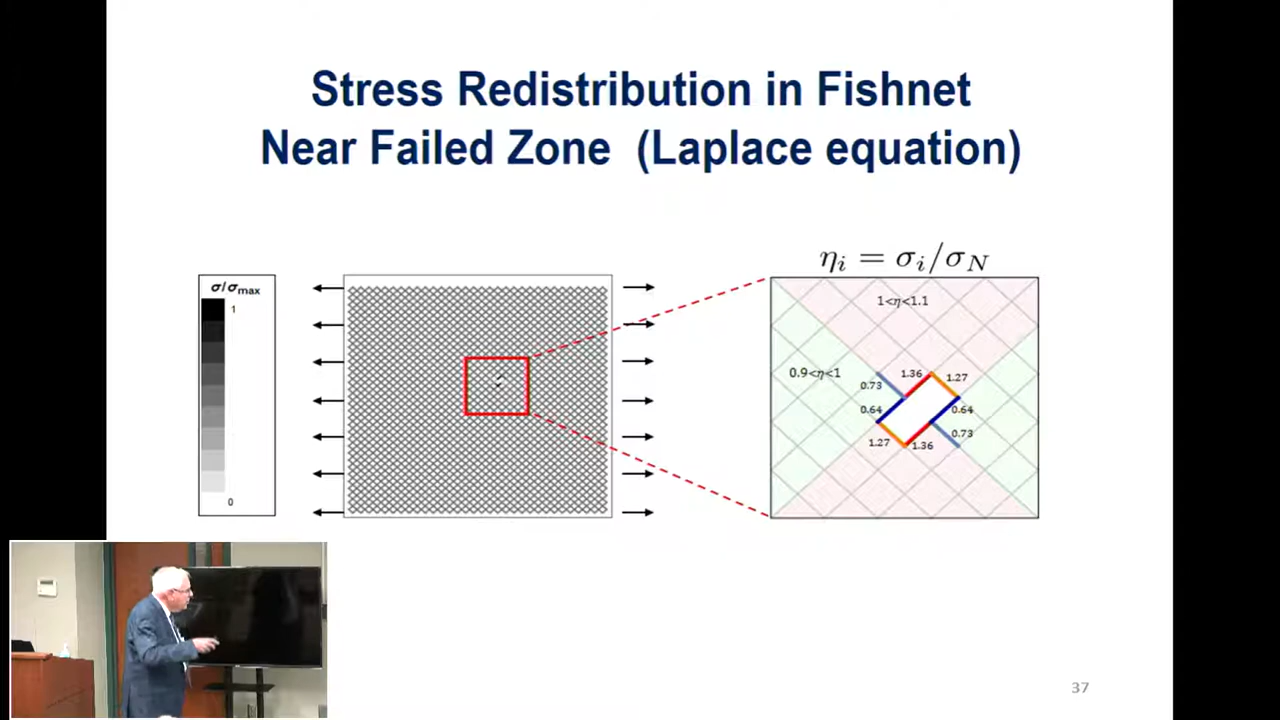 Stress Redistribution in Fishnet
Near Failed Zone (Laplace equation)
σ/σmax
1
0
ηi = σi/σN
1<η<1.1
0.9<η<1
0.73
1.36
1.27
0.64
0.64
1.27
1.36
0.73
37